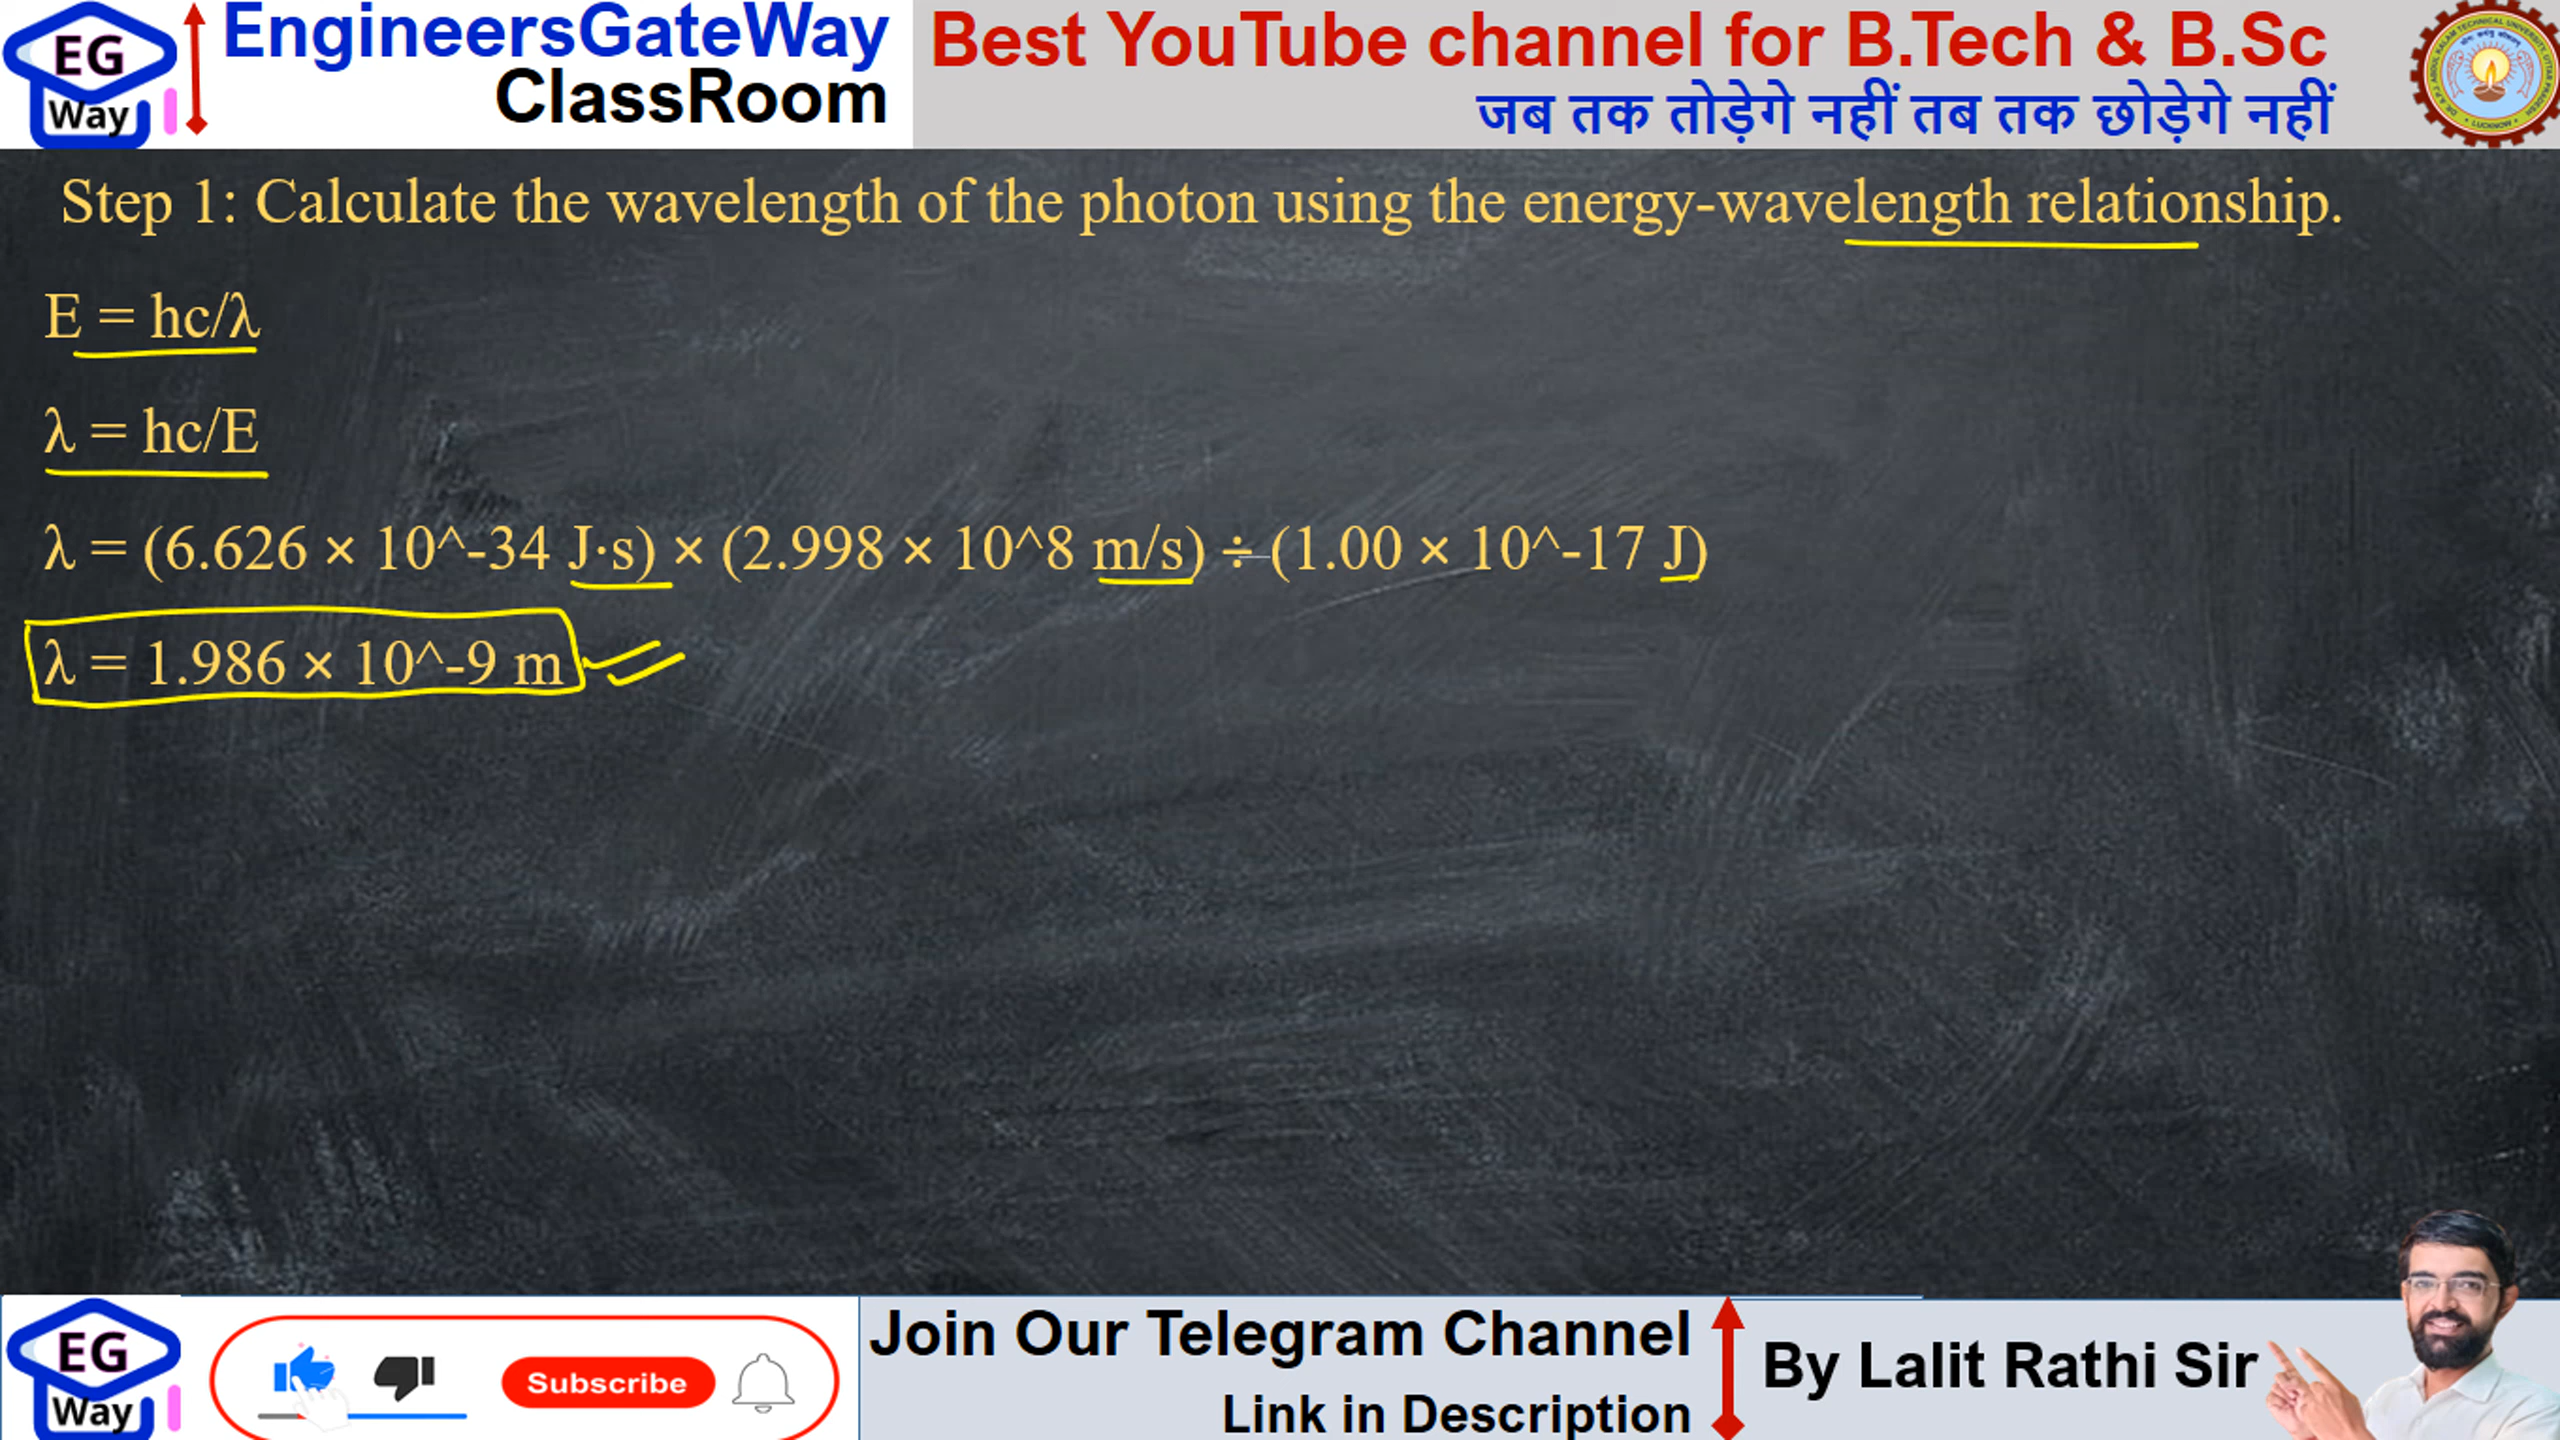 EG
Way
EngineersGateWay
ClassRoom
Best YouTube channel for B.Tech & B.Sc
जब तक तोड़ेगे नहीं तब तक छोड़ेगे नहीं
Step 1: Calculate the wavelength of the photon using the energy-wavelength relationship.
E = hc/λ
λ = hc/E
λ = (6.626 × 10^-34 J·s) × (2.998 × 10^8 m/s) ÷ (1.00 × 10^-17 J)
λ = 1.986 × 10^-9 m
EG
Way
Subscribe
Join Our Telegram Channel
Link in Description
By Lalit Rathi Sir